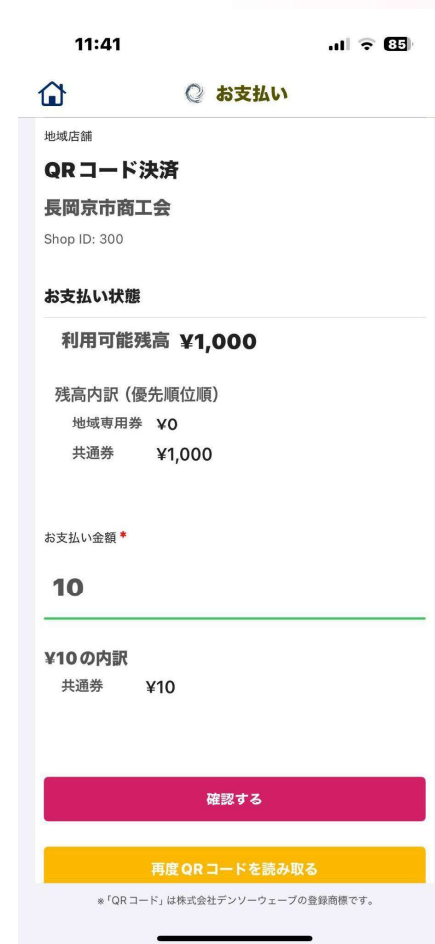 11:41
85
お支払い
地域店舗
QRコード決済
長岡京市商工会
Shop ID: 300
お支払い状態
利用可能残高 ¥1,000
残高内訳（優先順位順）
地域専用券 ¥0
共通券 ¥1,000
お支払い金額*
10
¥10の内訳
共通券 ¥10
確認する
再度QRコードを読み取る
※「QRコード」は株式会社デンソーウェーブの登録商標です。